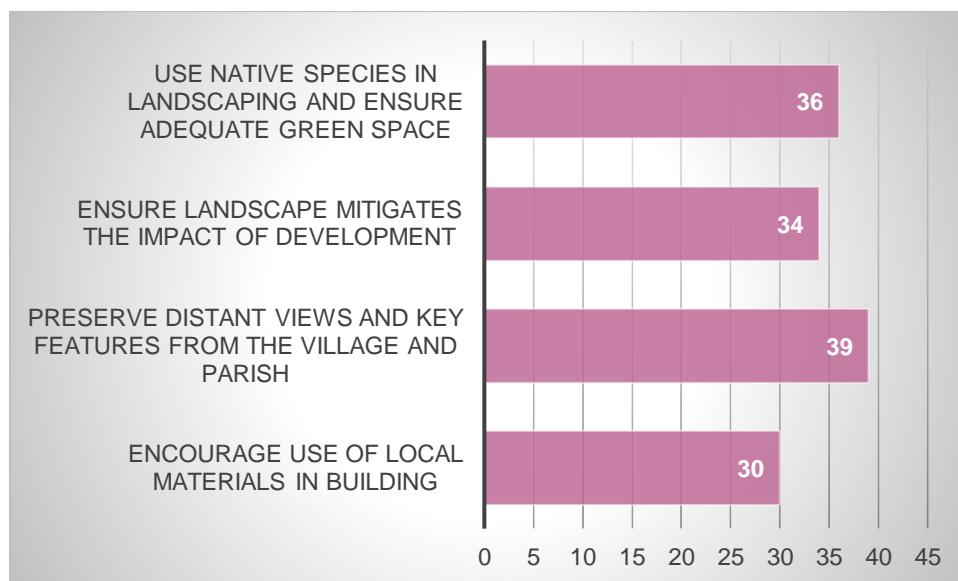 USE NATIVE SPECIES IN
LANDSCAPING AND ENSURE
ADEQUATE GREEN SPACE
36
ENSURE LANDSCAPE MITIGATES
THE IMPACT OF DEVELOPMENT
34
PRESERVE DISTANT VIEWS AND KEY
FEATURES FROM THE VILLAGE AND
PARISH
39
ENCOURAGE USE OF LOCAL
MATERIALS IN BUILDING
30
0 5 10 15 20 25 30 35 40 45